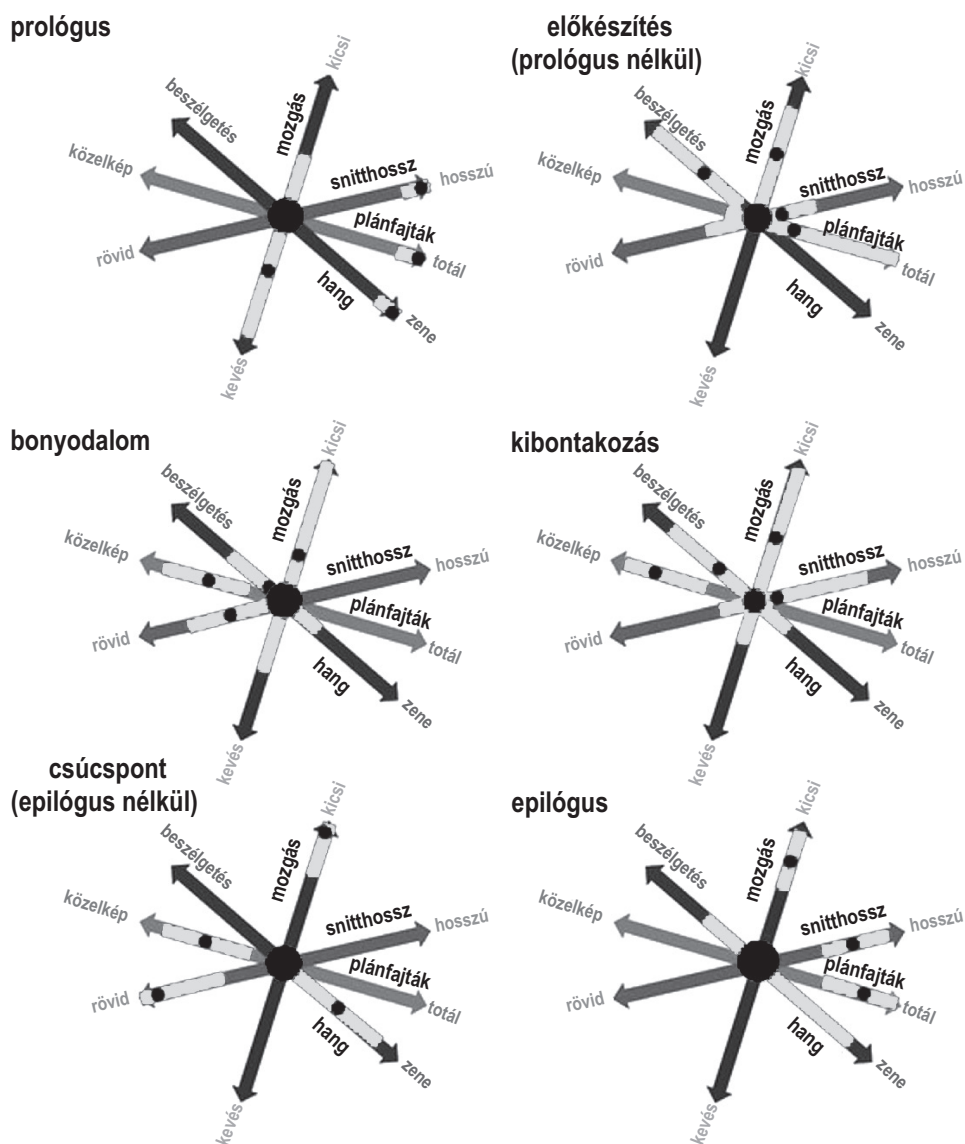 prológus
kicsi
beszélgetés
mozgás
közelkép
snitthossz
hosszú
plánfajták
rövid
totál
hang
zene
kevés
előkészítés
(prológus nélkül)
kicsi
beszélgetés
mozgás
közelkép
snitthossz
hosszú
plánfajták
rövid
totál
hang
zene
kevés
bonyodalom
kicsi
beszélgetés
mozgás
közelkép
snitthossz
hosszú
plánfajták
rövid
totál
hang
zene
kevés
kibontakozás
kicsi
beszélgetés
mozgás
közelkép
snitthossz
hosszú
plánfajták
rövid
totál
hang
zene
kevés
csúcspont
(epilógus nélkül)
kicsi
beszélgetés
mozgás
közelkép
snitthossz
hosszú
plánfajták
rövid
totál
hang
zene
kevés
epilógus
kicsi
beszélgetés
mozgás
közelkép
snitthossz
hosszú
plánfajták
rövid
totál
hang
zene
kevés